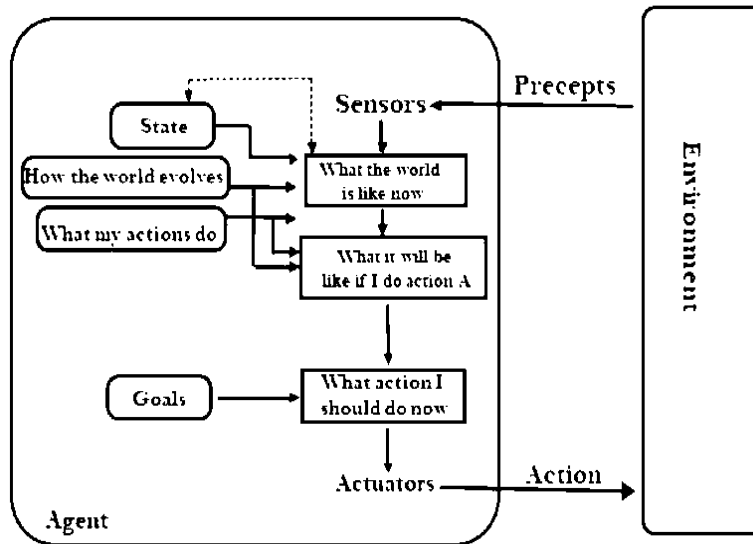 Precepts
Sensors
State
What the world
is like now
How the world evolves
What my actions do
What it will be
like if I do action A
Environment
What action I
should do now
Goals
Actuators
Action
Agent